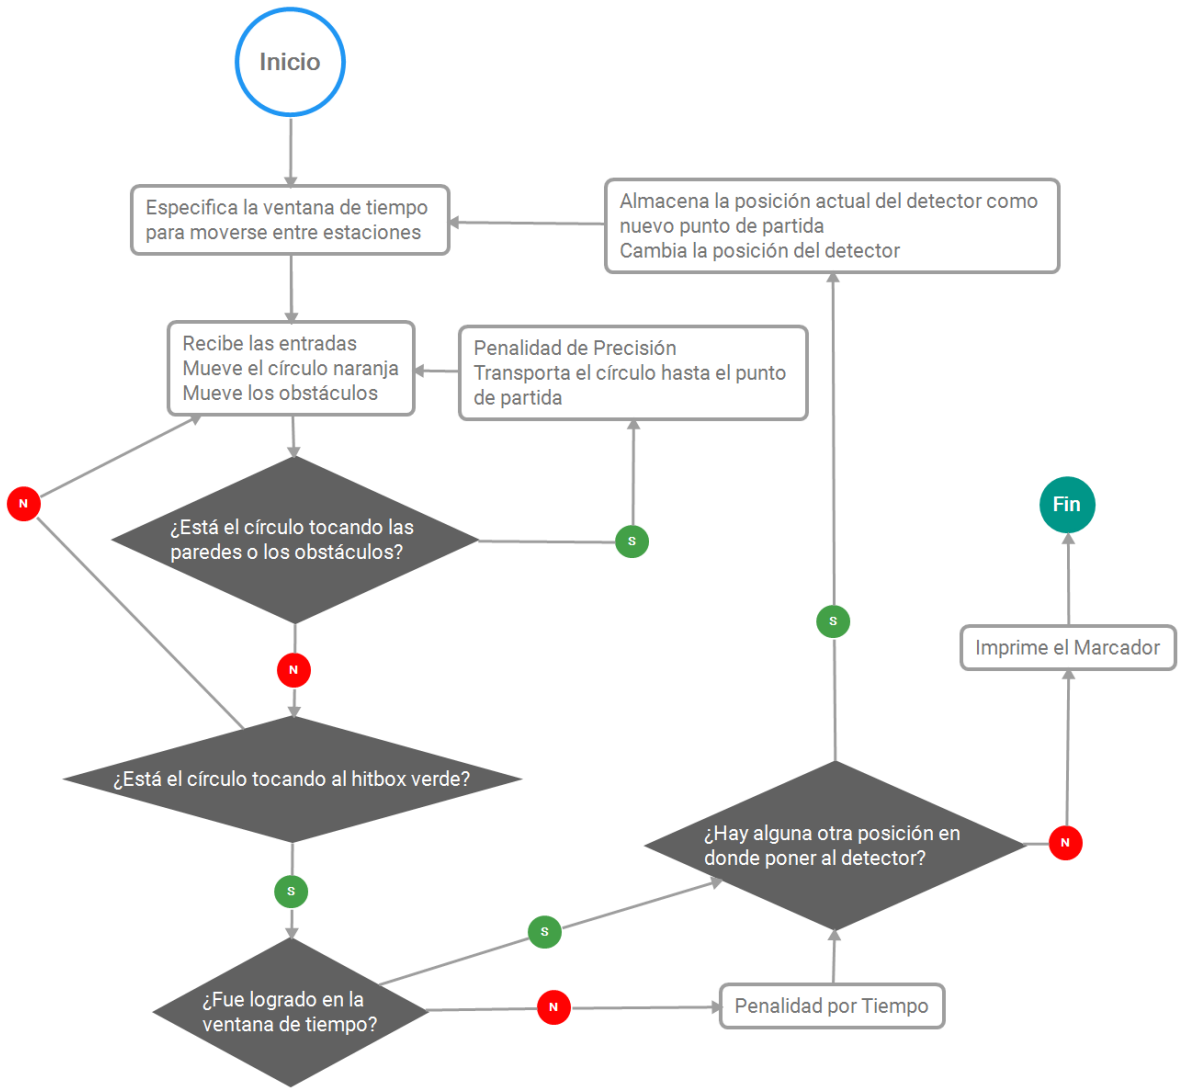 Inicio
Especifica la ventana de tiempo
para moverse entre estaciones
Almacena la posición actual del detector como
nuevo punto de partida
Cambia la posición del detector
Recibe las entradas
Mueve el círculo naranja
Mueve los obstáculos
Penalidad de Precisión
Transporta el círculo hasta el punto
de partida
N
¿Está el círculo tocando las
paredes o los obstáculos?
S
Fin
S
Imprime el Marcador
N
¿Está el círculo tocando al hitbox verde?
¿Hay alguna otra posición en
donde poner al detector?
N
S
S
¿Fue logrado en la
ventana de tiempo?
N
Penalidad por Tiempo